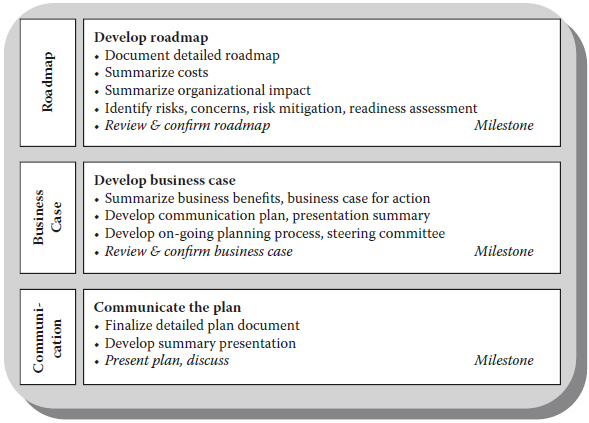 Roadmap
Develop roadmap
• Document detailed roadmap
• Summarize costs
• Summarize organizational impact
• Identify risks, concerns, risk mitigation, readiness assessment
• Review & confirm roadmap Milestone
Business
Case
Develop business case
• Summarize business benefits, business case for action
• Develop communication plan, presentation summary
• Develop on-going planning process, steering committee
• Review & confirm business case Milestone
Communi-
cation
Communicate the plan
• Finalize detailed plan document
• Develop summary presentation
• Present plan, discuss Milestone